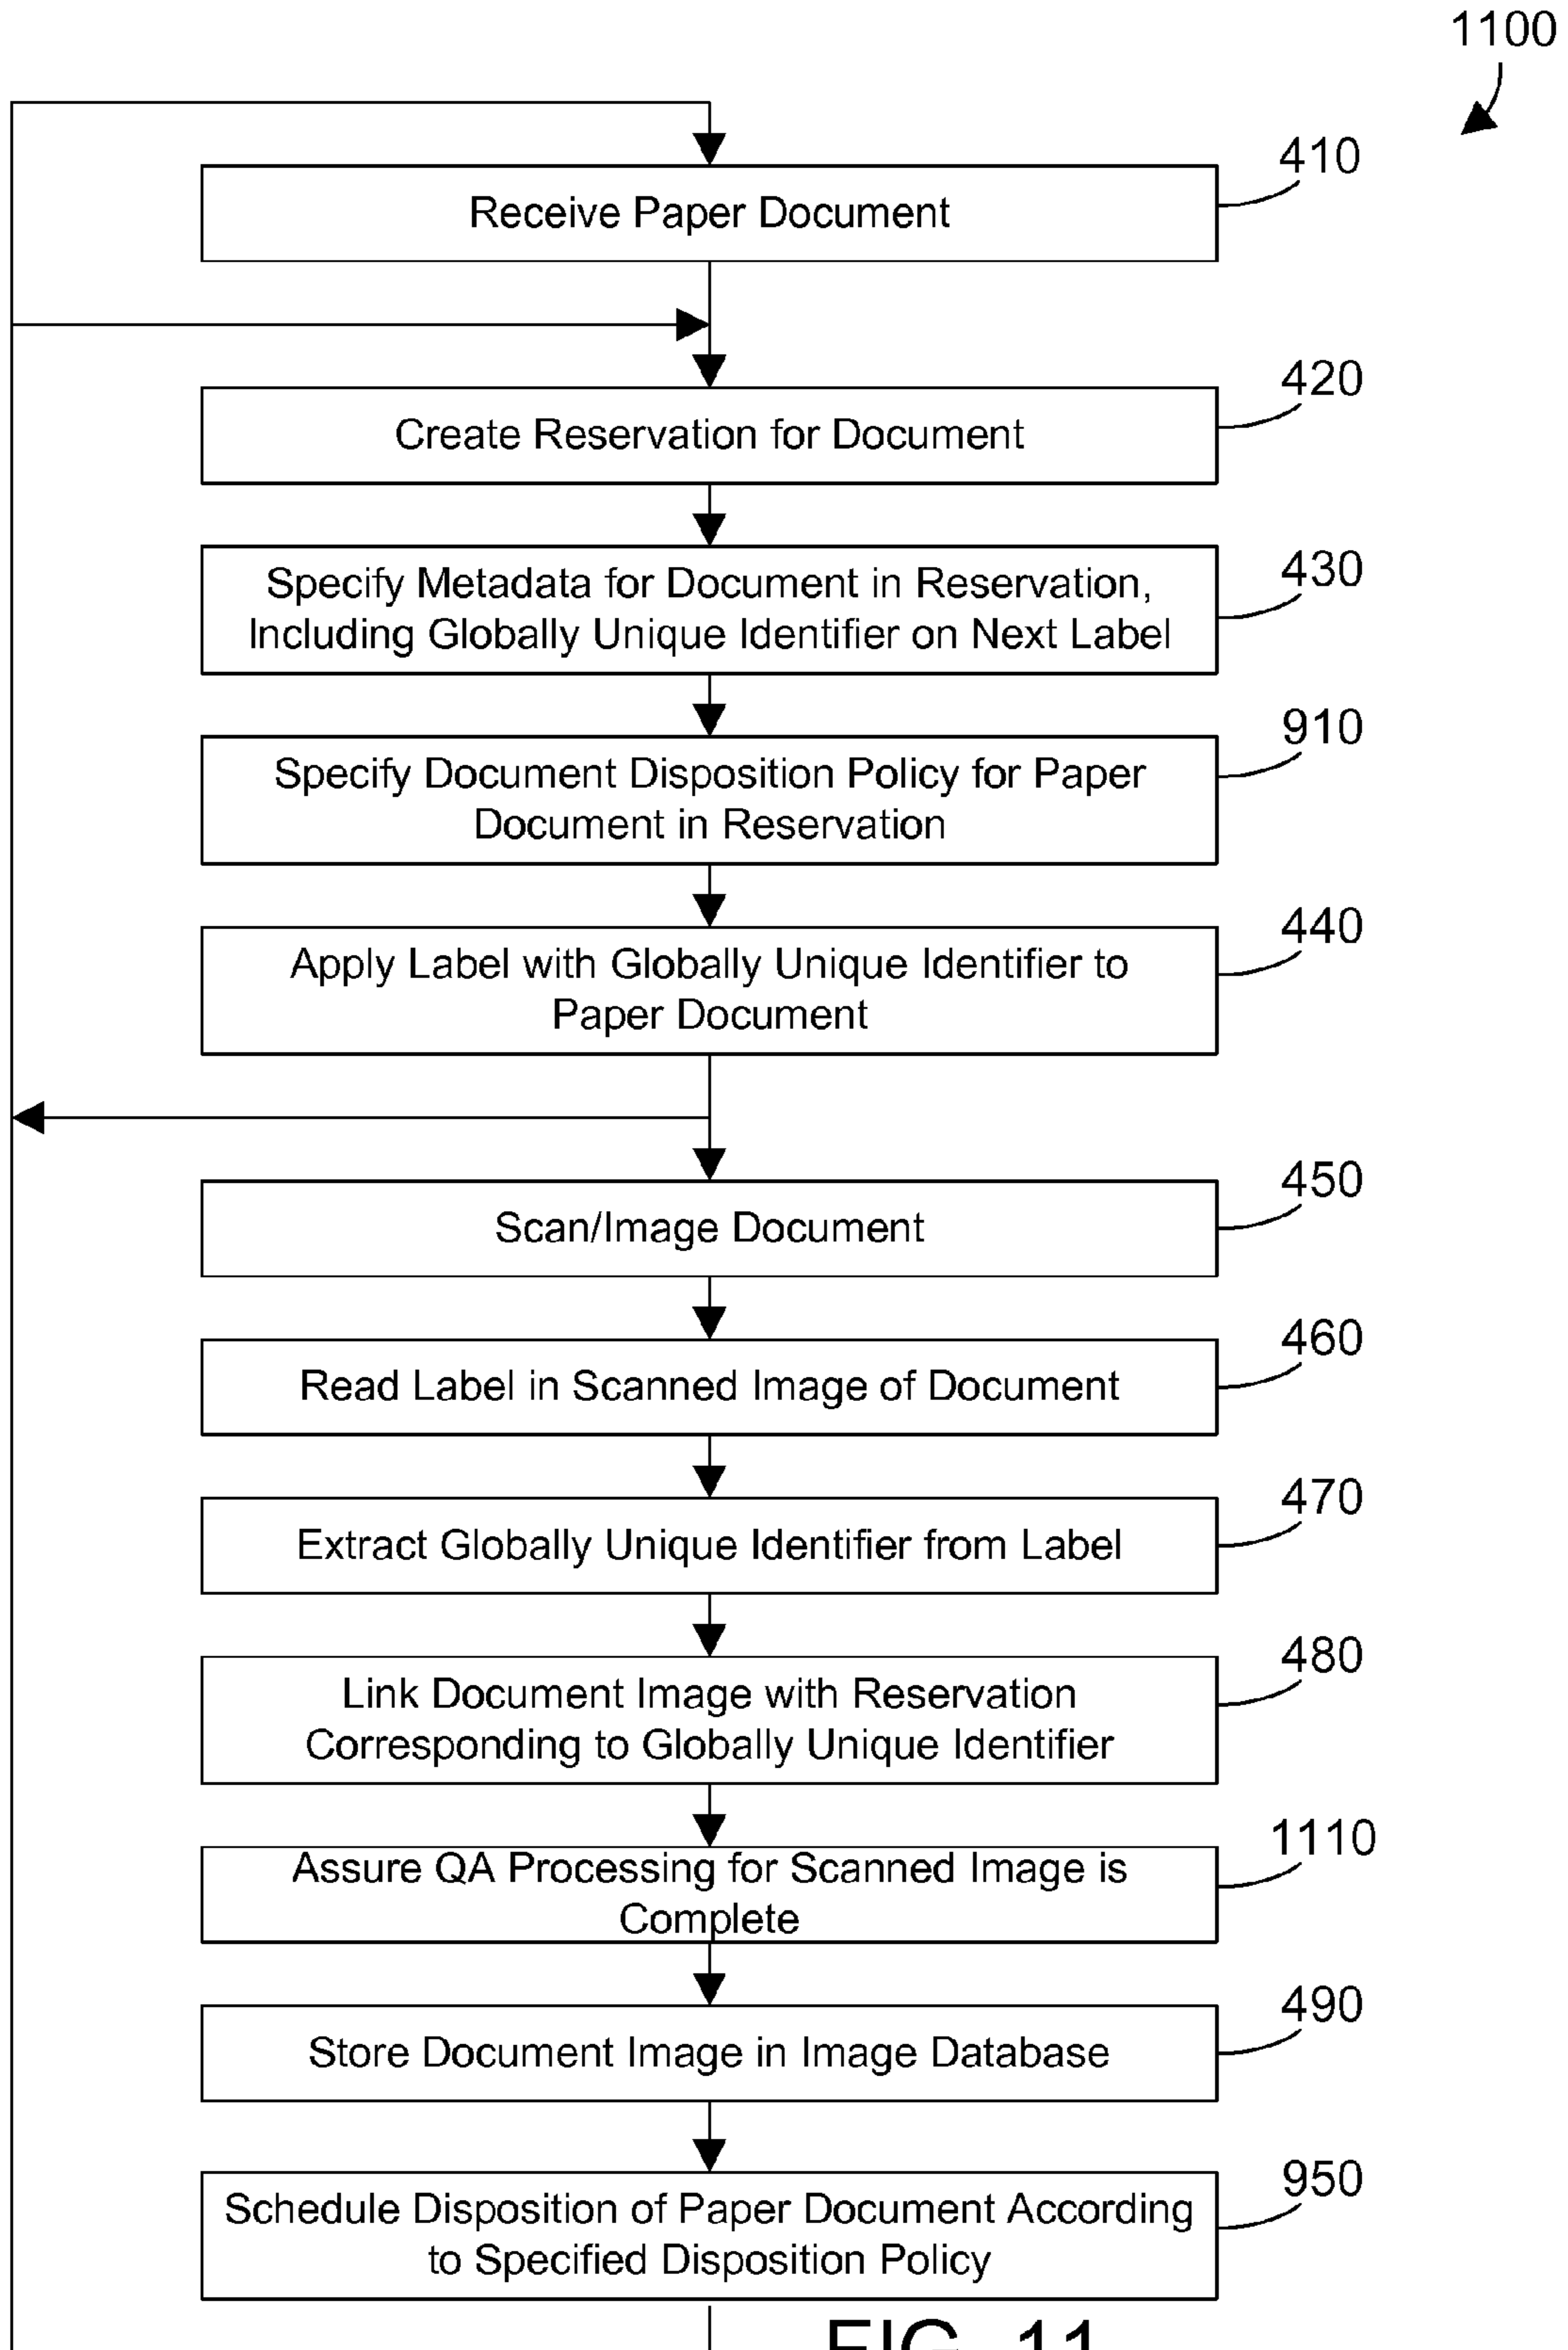 1100
Receive Paper Document
410
Create Reservation for Document
420
Specify Metadata for Document in Reservation,
Including Globally Unique Identifier on Next Label
430
Specify Document Disposition Policy for Paper
Document in Reservation
910
Apply Label with Globally Unique Identifier to
Paper Document
440
Scan/Image Document
450
Read Label in Scanned Image of Document
460
Extract Globally Unique Identifier from Label
470
Link Document Image with Reservation
Corresponding to Globally Unique Identifier
480
Assure QA Processing for Scanned Image is
Complete
1110
Store Document Image in Image Database
490
Schedule Disposition of Paper Document According
to Specified Disposition Policy
950
FIG. 11